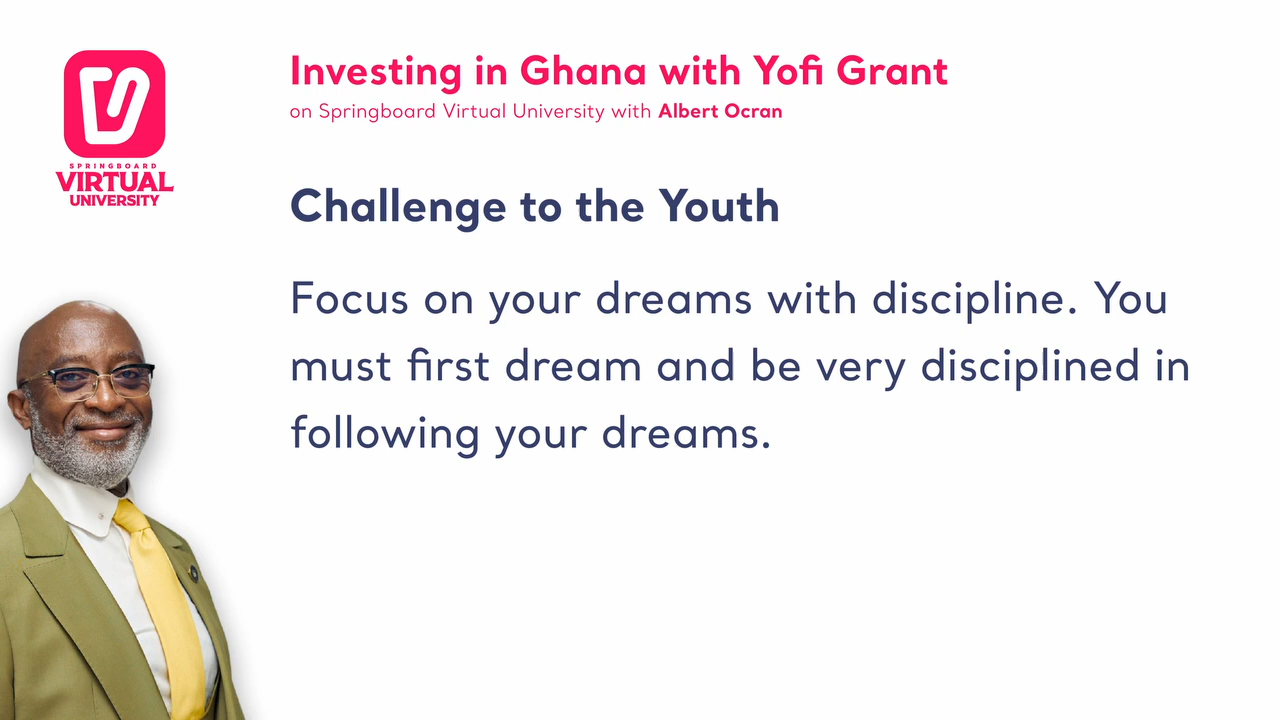 SPRINGBOARD
VIRTUAL
UNIVERSITY
Investing in Ghana with Yofi Grant
on Springboard Virtual University with Albert Ocran
Challenge to the Youth
Focus on your dreams with discipline. You
must first dream and be very disciplined in
following your dreams.